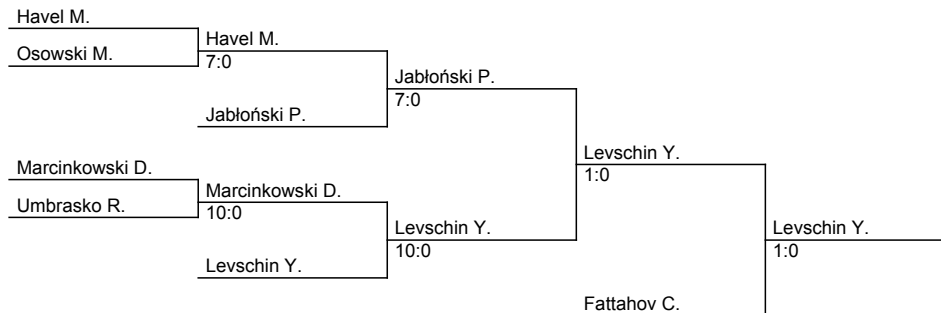 Havel M.
Osowski M.
Havel M.
7:0
Jabłoński P.
Jabłoński P.
7:0
Marcinkowski D.
Umbrasko R.
Marcinkowski D.
10:0
Levschin Y.
Levschin Y.
10:0
Levschin Y.
1:0
Fattahov C.
Levschin Y.
1:0